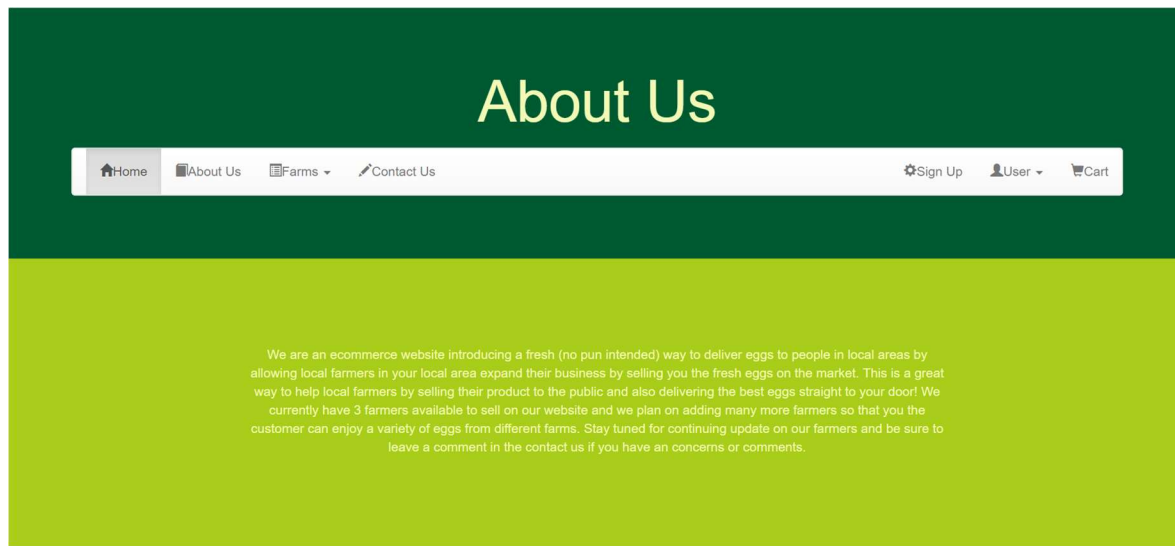 About Us
Home About Us Farms Contact Us Sign Up User Cart
We are an ecommerce website introducing a fresh (no pun intended) way to deliver eggs to people in local areas by
allowing local farmers in your local area expand their business by selling you the fresh eggs on the market. This is a great
way to help local farmers by selling their product to the public and also delivering the best eggs straight to your door! We
currently have 3 farmers available to sell on our website and we plan on adding many more farmers so that you the
customer can enjoy a variety of eggs from different farms. Stay tuned for continuing update on our farmers and be sure to
leave a comment in the contact us if you have an concerns or comments.